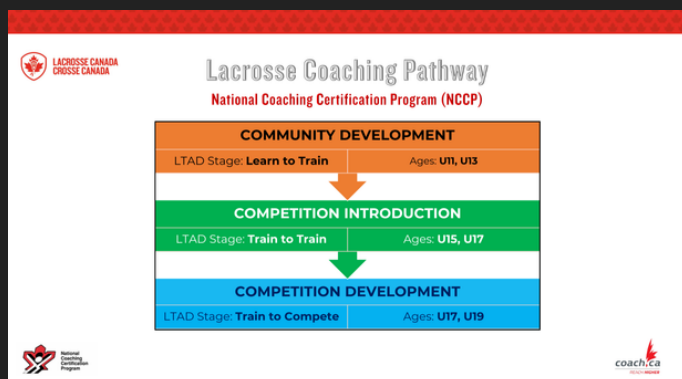 LACROSSE CANADA
CROSSE CANADA
Lacrosse Coaching Pathway
National Coaching Certification Program (NCCP)
COMMUNITY DEVELOPMENT
LTAD Stage: Learn to Train
Ages: U11, U13
COMPETITION INTRODUCTION
LTAD Stage: Train to Train
Ages: U15, U17
COMPETITION DEVELOPMENT
LTAD Stage: Train to Compete
Ages: U17, U19
National
Coaching
Certification
Program
coach.ca